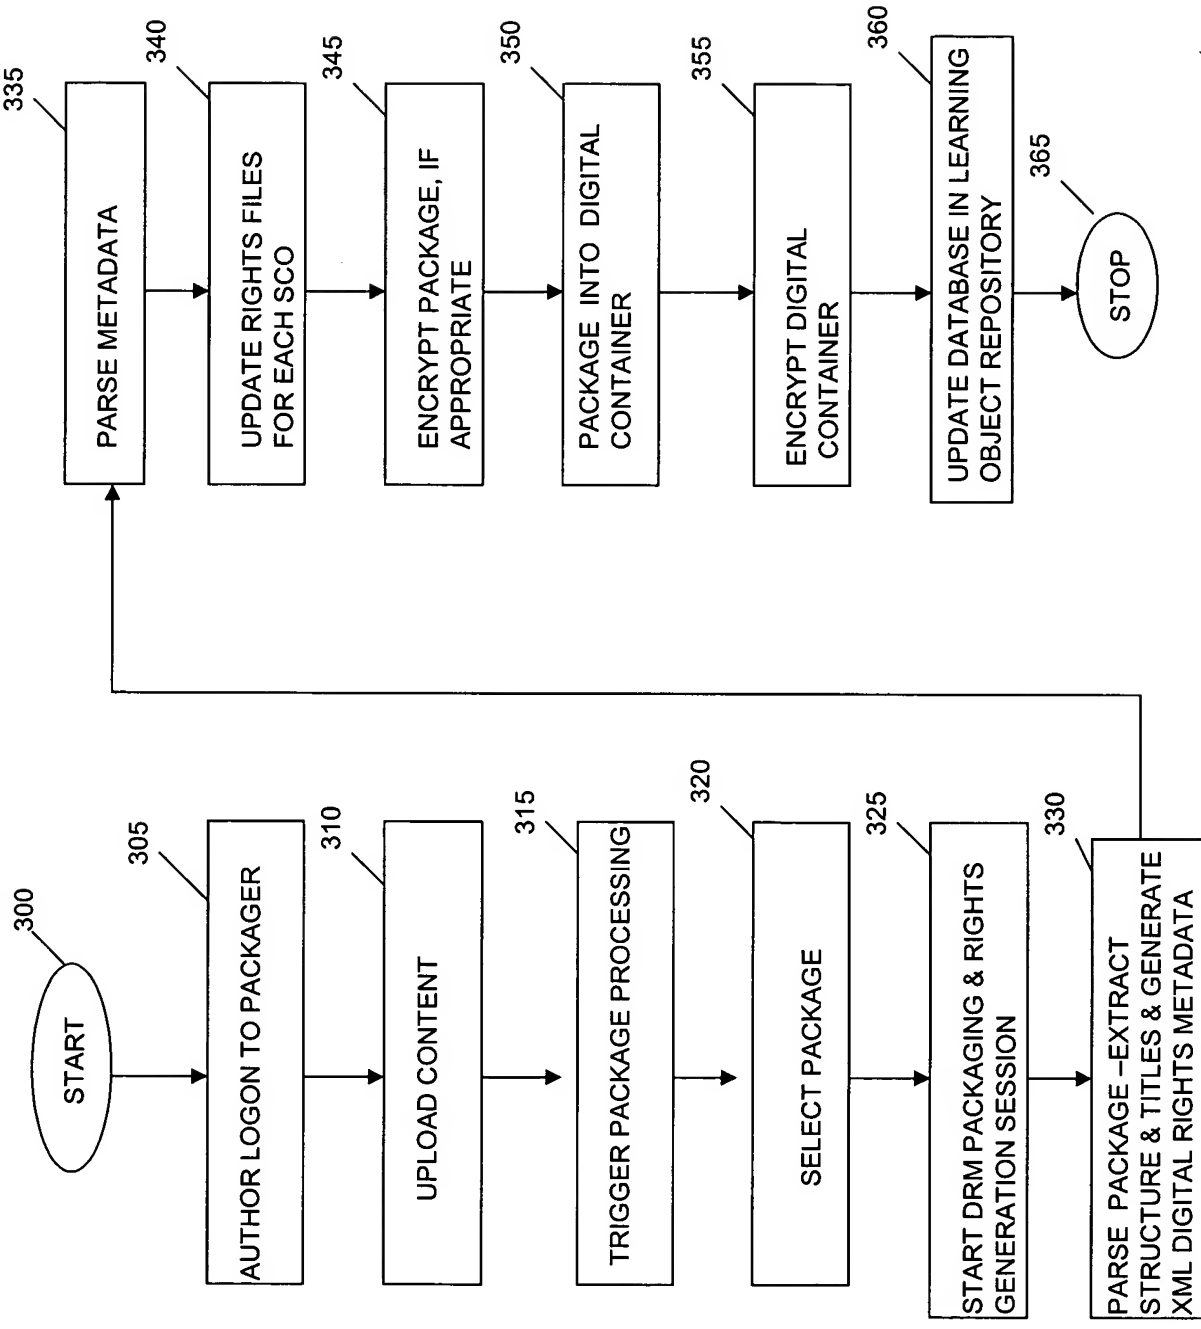 300
START
305
AUTHOR LOGON TO PACKAGER
310
UPLOAD CONTENT
315
TRIGGER PACKAGE PROCESSING
320
SELECT PACKAGE
325
START DRM PACKAGING & RIGHTS
GENERATION SESSION
330
PARSE PACKAGE –EXTRACT
STRUCTURE & TITLES & GENERATE
XML DIGITAL RIGHTS METADATA
335
PARSE METADATA
340
UPDATE RIGHTS FILES
FOR EACH SCO
345
ENCRYPT PACKAGE, IF
APPROPRIATE
350
PACKAGE INTO DIGITAL
CONTAINER
355
ENCRYPT DIGITAL
CONTAINER
360
UPDATE DATABASE IN LEARNING
OBJECT REPOSITORY
365
STOP